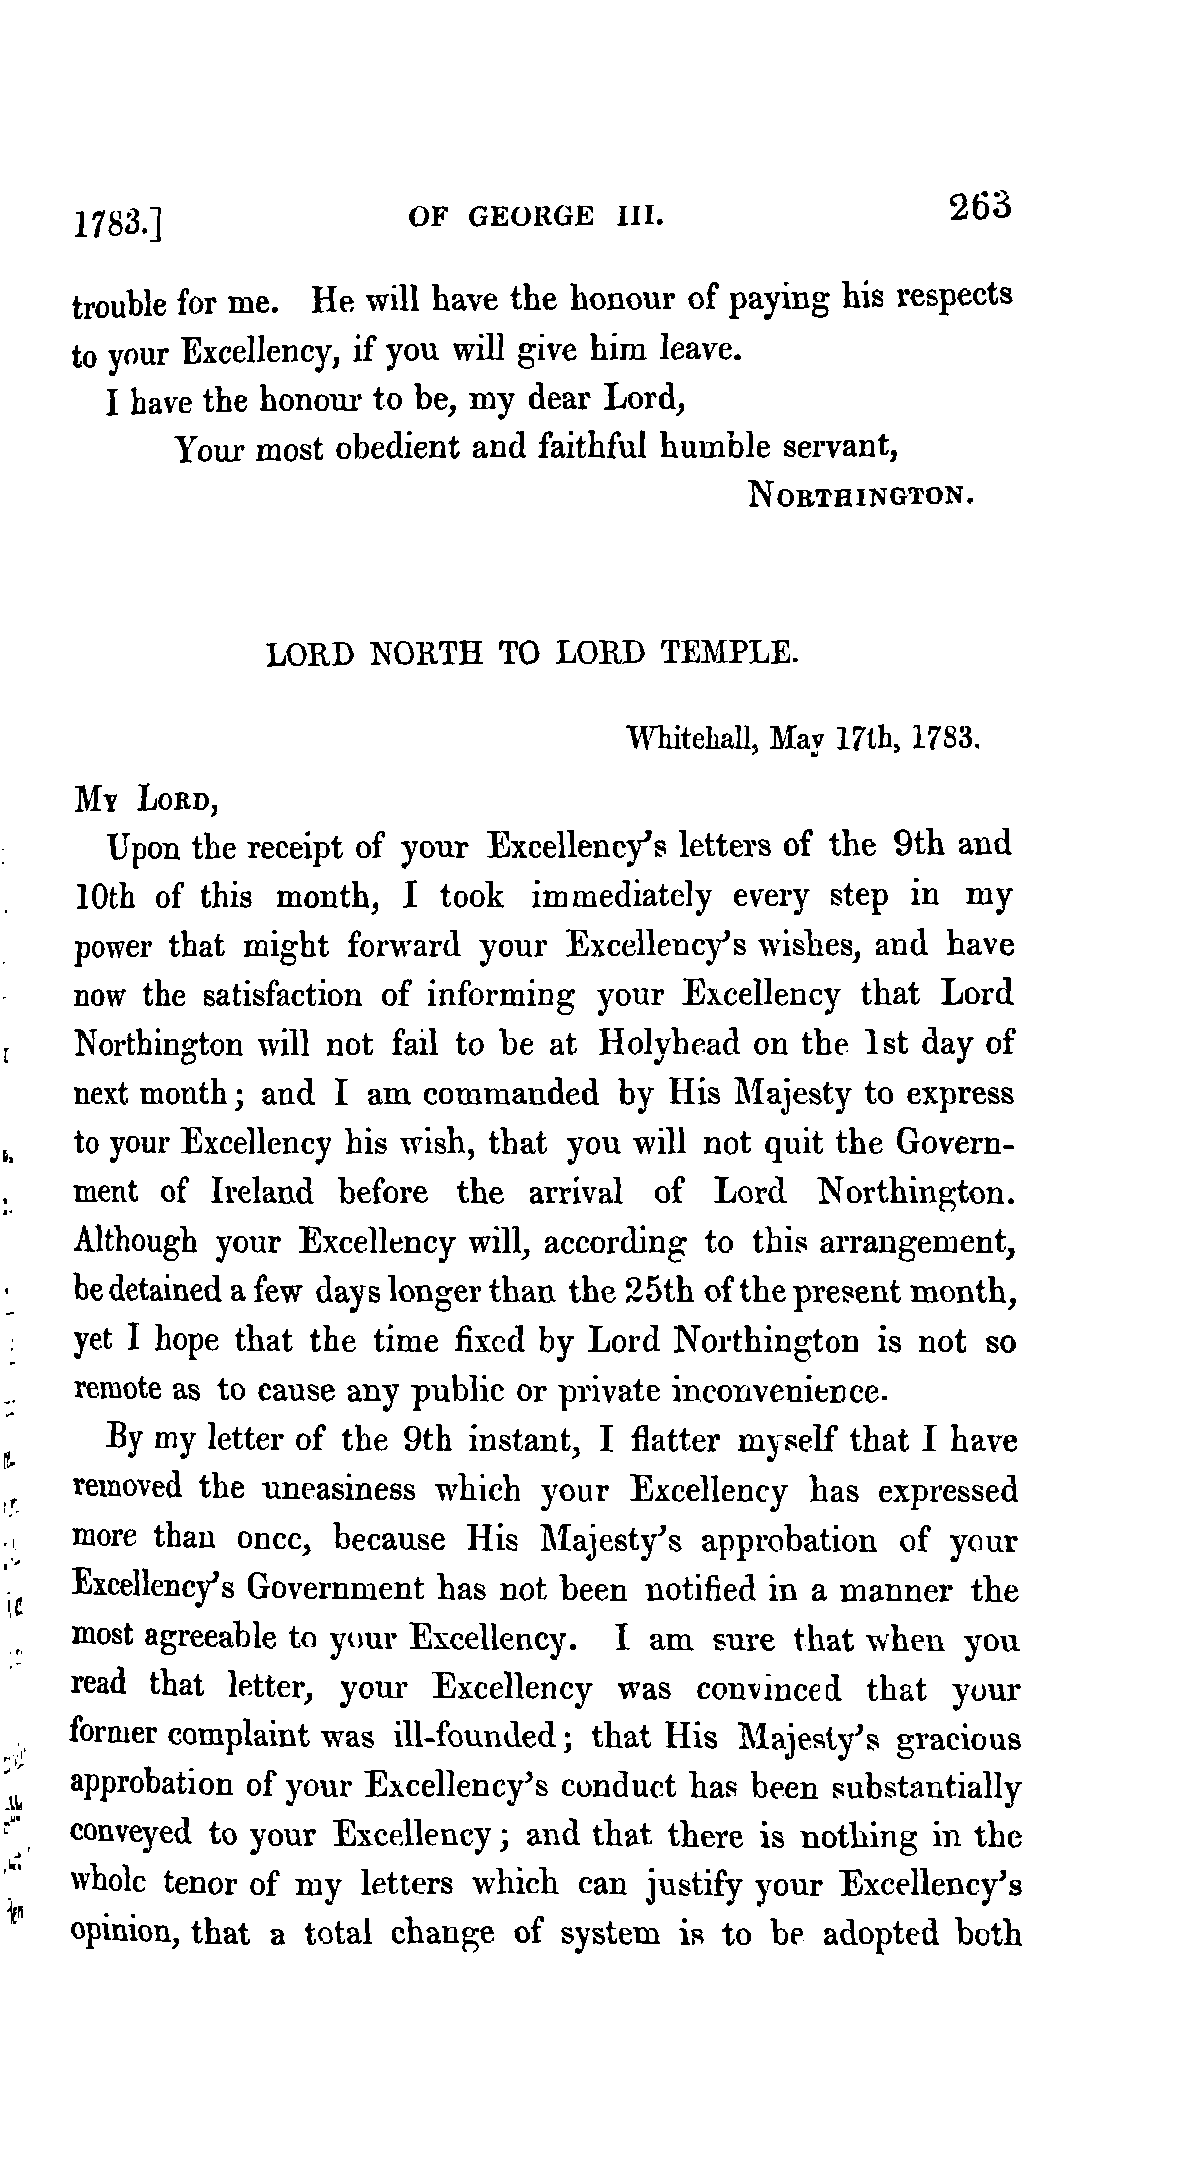 1783.] OF GEORGE III. 263
trouble for me. He will have the honour of paying his respects
to your Excellency, if you will give him leave.
I have the honour to be, my dear Lord,
Your most obedient and faithful humble servant,
NORTHINGTON.
LORD NORTH TO LORD TEMPLE.
Whitehall, May 17th, 1783.
MY LORD,
Upon the receipt of your Excellency's letters of the 9th and
10th of this month, I took immediately every step in my
power that might forward your Excellency's wishes, and have
now the satisfaction of informing your Excellency that Lord
Northington will not fail to be at Holyhead on the 1st day of
next month; and I am commanded by His Majesty to express
to your Excellency his wish, that you will not quit the Govern-
ment of Ireland before the arrival of Lord Northington.
Although your Excellency will, according to this arrangement,
be detained a few days longer than the 25th of the present month,
yet I hope that the time fixed by Lord Northington is not so
remote as to cause any public or private inconvenience.
By my letter of the 9th instant, I flatter myself that I have
removed the uneasiness which your Excellency has expressed
more than once, because His Majesty's approbation of your
Excellency's Government has not been notified in a manner the
most agreeable to your Excellency. I am sure that when you
read that letter, your Excellency was convinced that your
former complaint was ill-founded; that His Majesty's gracious
approbation of your Excellency's conduct has been substantially
conveyed to your Excellency; and that there is nothing in the
whole tenor of my letters which can justify your Excellency's
opinion, that a total change of system is to be adopted both